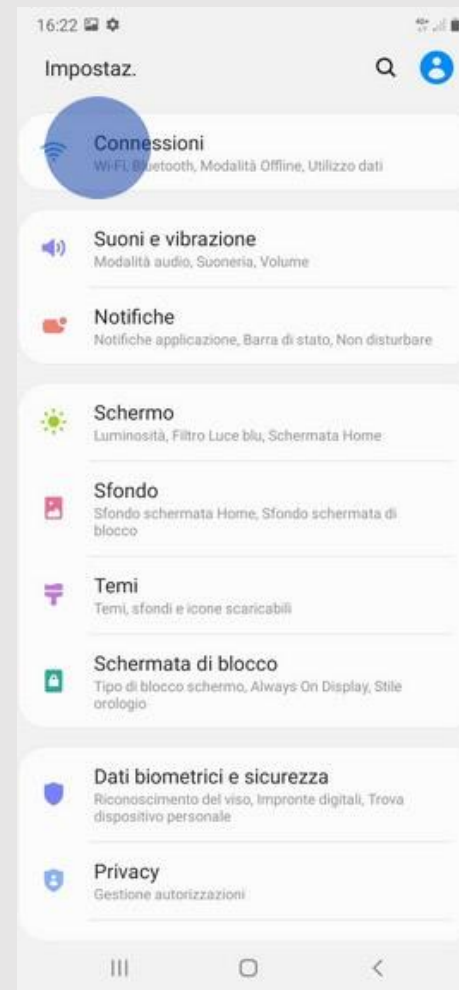 16:22
Impostaz.
Connessioni
Wi-Fi, Bluetooth, Modalità Offline, Utilizzo dati
Suoni e vibrazione
Modalità audio, Suoneria, Volume
Notifiche
Notifiche applicazione, Barra di stato, Non disturbare
Schermo
Luminosità, Filtro Luce blu, Schermata Home
Sfondo
Sfondo schermata Home, Sfondo schermata di
blocco
Temi
Temi, sfondi e icone scaricabili
Schermata di blocco
Tipo di blocco schermo, Always On Display, Stile
orologio
Dati biometrici e sicurezza
Riconoscimento del viso, Impronte digitali, Trova
dispositivo personale
Privacy
Gestione autorizzazioni